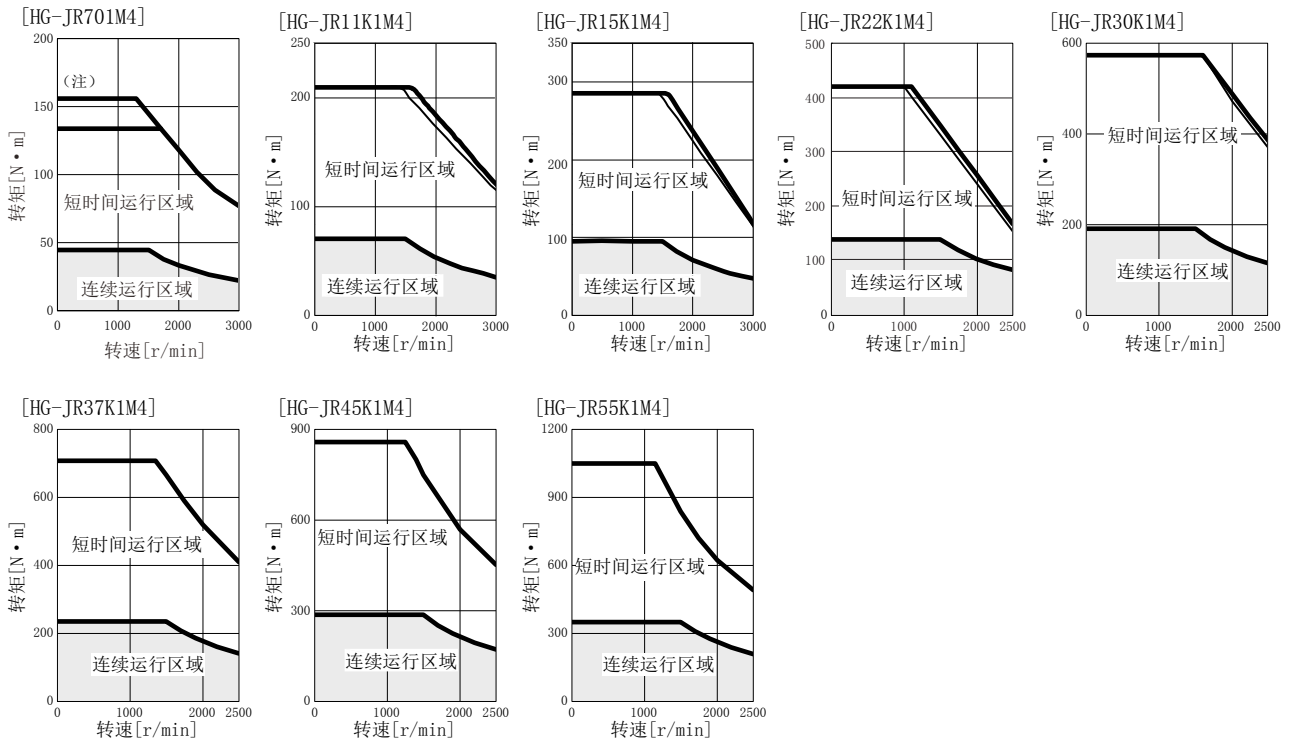 [HG-JR701M4]
200
150
100
50
0
(注)
短时间运行区域
连续运行区域
转矩[N·m]
0 1000 2000 3000
转速[r/min]
[HG-JR11K1M4]
250
200
100
0
短时间运行区域
连续运行区域
转矩[N·m]
0 1000 2000 3000
转速[r/min]
[HG-JR15K1M4]
350
300
200
100
0
短时间运行区域
连续运行区域
转矩[N·m]
0 1000 2000 3000
转速[r/min]
[HG-JR22K1M4]
500
400
300
200
100
0
短时间运行区域
连续运行区域
转矩[N·m]
0 1000 2000 2500
转速[r/min]
[HG-JR30K1M4]
600
400
200
0
短时间运行区域
连续运行区域
转矩[N·m]
0 1000 2000 2500
转速[r/min]
[HG-JR37K1M4]
800
600
400
200
0
短时间运行区域
连续运行区域
转矩[N·m]
0 1000 2000 2500
转速[r/min]
[HG-JR45K1M4]
900
600
300
0
短时间运行区域
连续运行区域
转矩[N·m]
0 1000 2000 2500
转速[r/min]
[HG-JR55K1M4]
1200
900
600
300
0
短时间运行区域
连续运行区域
转矩[N·m]
0 1000 2000 2500
转速[r/min]